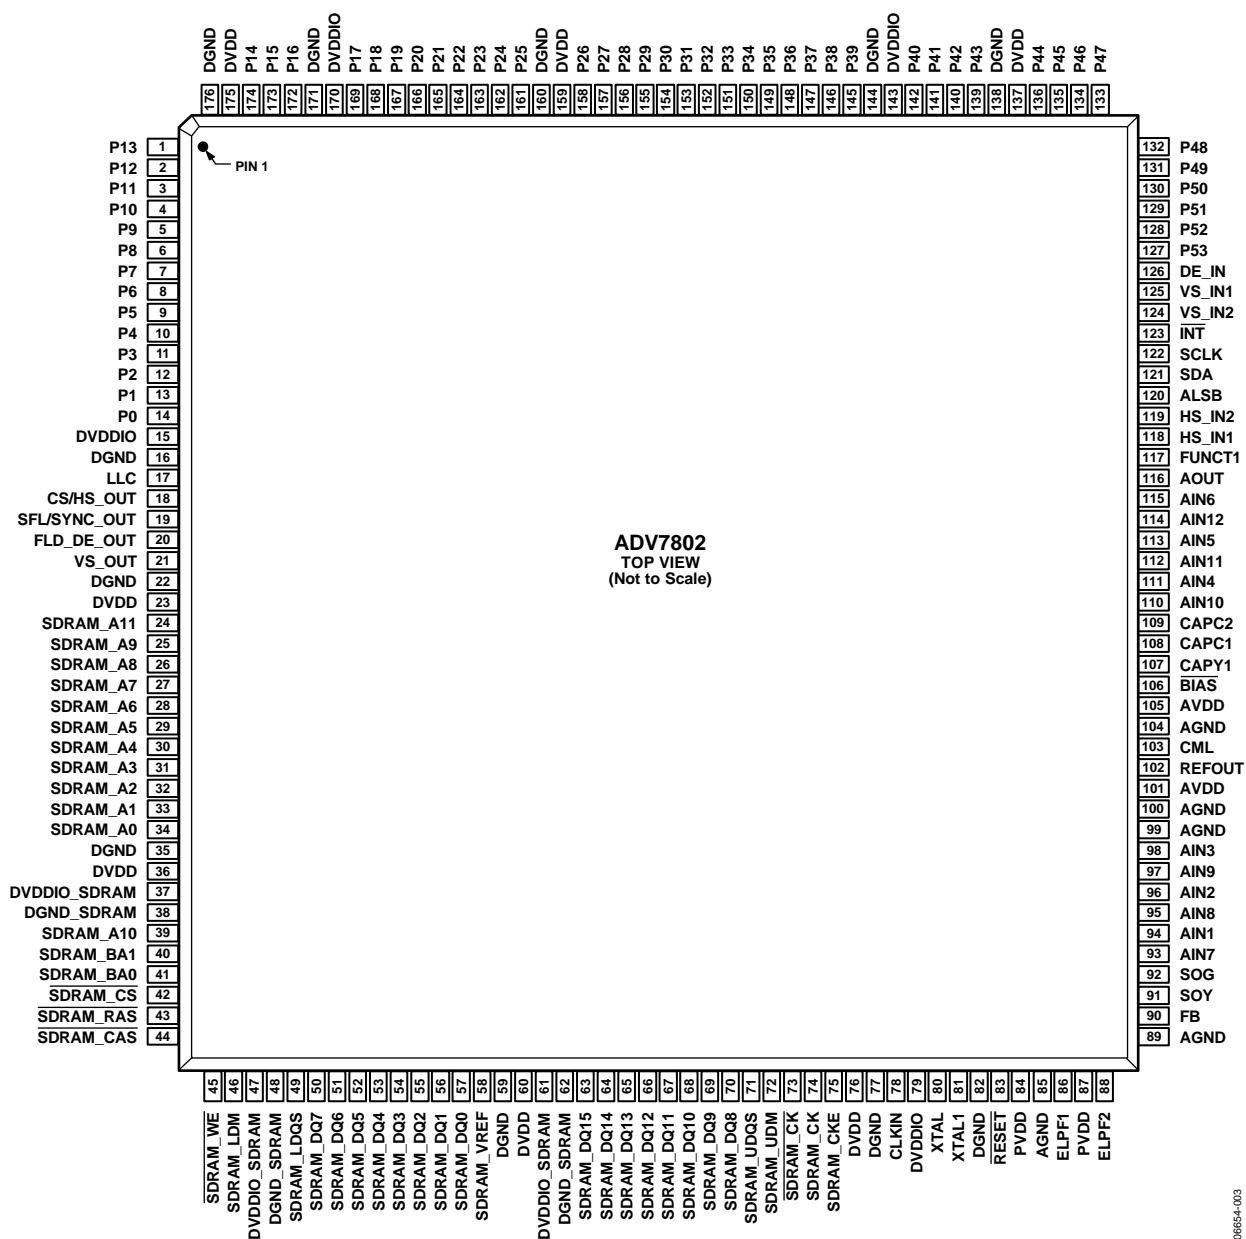 DGND DVDD P14 P15 P16 DGND DVDDIO P17 P18 P19 P20 P21 P22 P23 P24 P25 DGND DVDD P26 P27 P28 P29 P30 P31 P32 P33 P34 P35 P36 P37 P38 P39 DGND DVDDIO P40 P41 P42 P43 DGND DVDD P44 P45 P46 P47
176 175 174 173 172 171 170 169 168 167 166 165 164 163 162 161 160 159 158 157 156 155 154 153 152 151 150 149 148 147 146 145 144 143 142 141 140 139 138 137 136 135 134 133
P13 1
P12 2
P11 3
P10 4
P9 5
P8 6
P7 7
P6 8
P5 9
P4 10
P3 11
P2 12
P1 13
P0 14
DVDDIO 15
DGND 16
LLC 17
CS/HS_OUT 18
SFL/SYNC_OUT 19
FLD_DE_OUT 20
VS_OUT 21
DGND 22
DVDD 23
SDRAM_A11 24
SDRAM_A9 25
SDRAM_A8 26
SDRAM_A7 27
SDRAM_A6 28
SDRAM_A5 29
SDRAM_A4 30
SDRAM_A3 31
SDRAM_A2 32
SDRAM_A1 33
SDRAM_A0 34
DGND 35
DVDD 36
DVDDIO_SDRAM 37
DGND_SDRAM 38
SDRAM_A10 39
SDRAM_BA1 40
SDRAM_BA0 41
SDRAM_CS 42
SDRAM_RAS 43
SDRAM_CAS 44
PIN 1
ADV7802
TOP VIEW
(Not to Scale)
132 P48
131 P49
130 P50
129 P51
128 P52
127 P53
126 DE_IN
125 VS_IN1
124 VS_IN2
123 INT
122 SCLK
121 SDA
120 ALSB
119 HS_IN2
118 HS_IN1
117 FUNCT1
116 AOUT
115 AIN6
114 AIN12
113 AIN5
112 AIN11
111 AIN4
110 AIN10
109 CAPC2
108 CAPC1
107 CAPY1
106 BIAS
105 AVDD
104 AGND
103 CML
102 REFOUT
101 AVDD
100 AGND
99 AGND
98 AIN3
97 AIN9
96 AIN2
95 AIN8
94 AIN1
93 AIN7
92 SOG
91 SOY
90 FB
89 AGND
45 46 47 48 49 50 51 52 53 54 55 56 57 58 59 60 61 62 63 64 65 66 67 68 69 70 71 72 73 74 75 76 77 78 79 80 81 82 83 84 85 86 87 88
SDRAM_WE SDRAM_LDM DVDDIO_SDRAM DGND_SDRAM SDRAM_LDQS SDRAM_DQ7 SDRAM_DQ6 SDRAM_DQ5 SDRAM_DQ4 SDRAM_DQ3 SDRAM_DQ2 SDRAM_DQ1 SDRAM_DQ0 SDRAM_VREF DGND DVDD DVDDIO_SDRAM DGND_SDRAM SDRAM_DQ15 SDRAM_DQ14 SDRAM_DQ13 SDRAM_DQ12 SDRAM_DQ11 SDRAM_DQ10 SDRAM_DQ9 SDRAM_DQ8 SDRAM_UDQS SDRAM_UDM SDRAM_CK SDRAM_CK SDRAM_CKE DVDD DGND CLKIN DVDDIO XTAL XTAL1 DGND RESET PVDD AGND ELPF1 PVDD ELPF2
06654-003